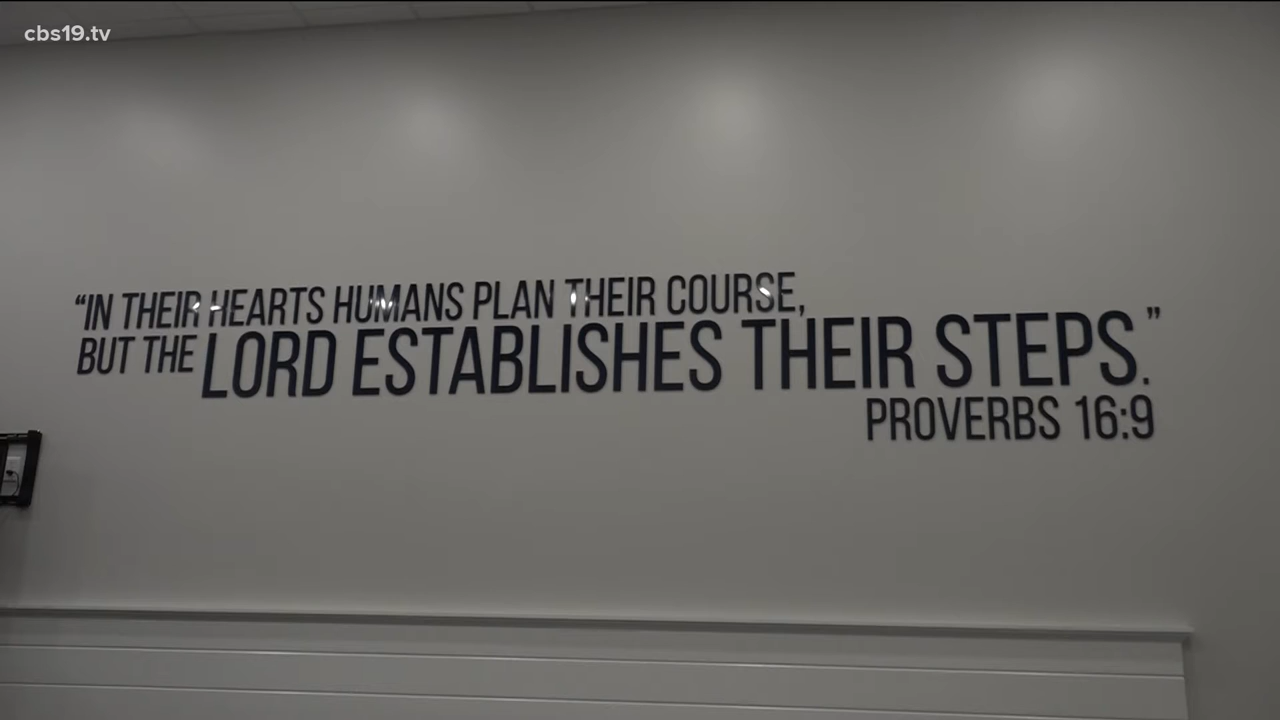 cbs19.tv
“IN THEIR HEARTS HUMANS PLAN THEIR COURSE,
BUT THE LORD ESTABLISHES THEIR STEPS.”
PROVERBS 16:9